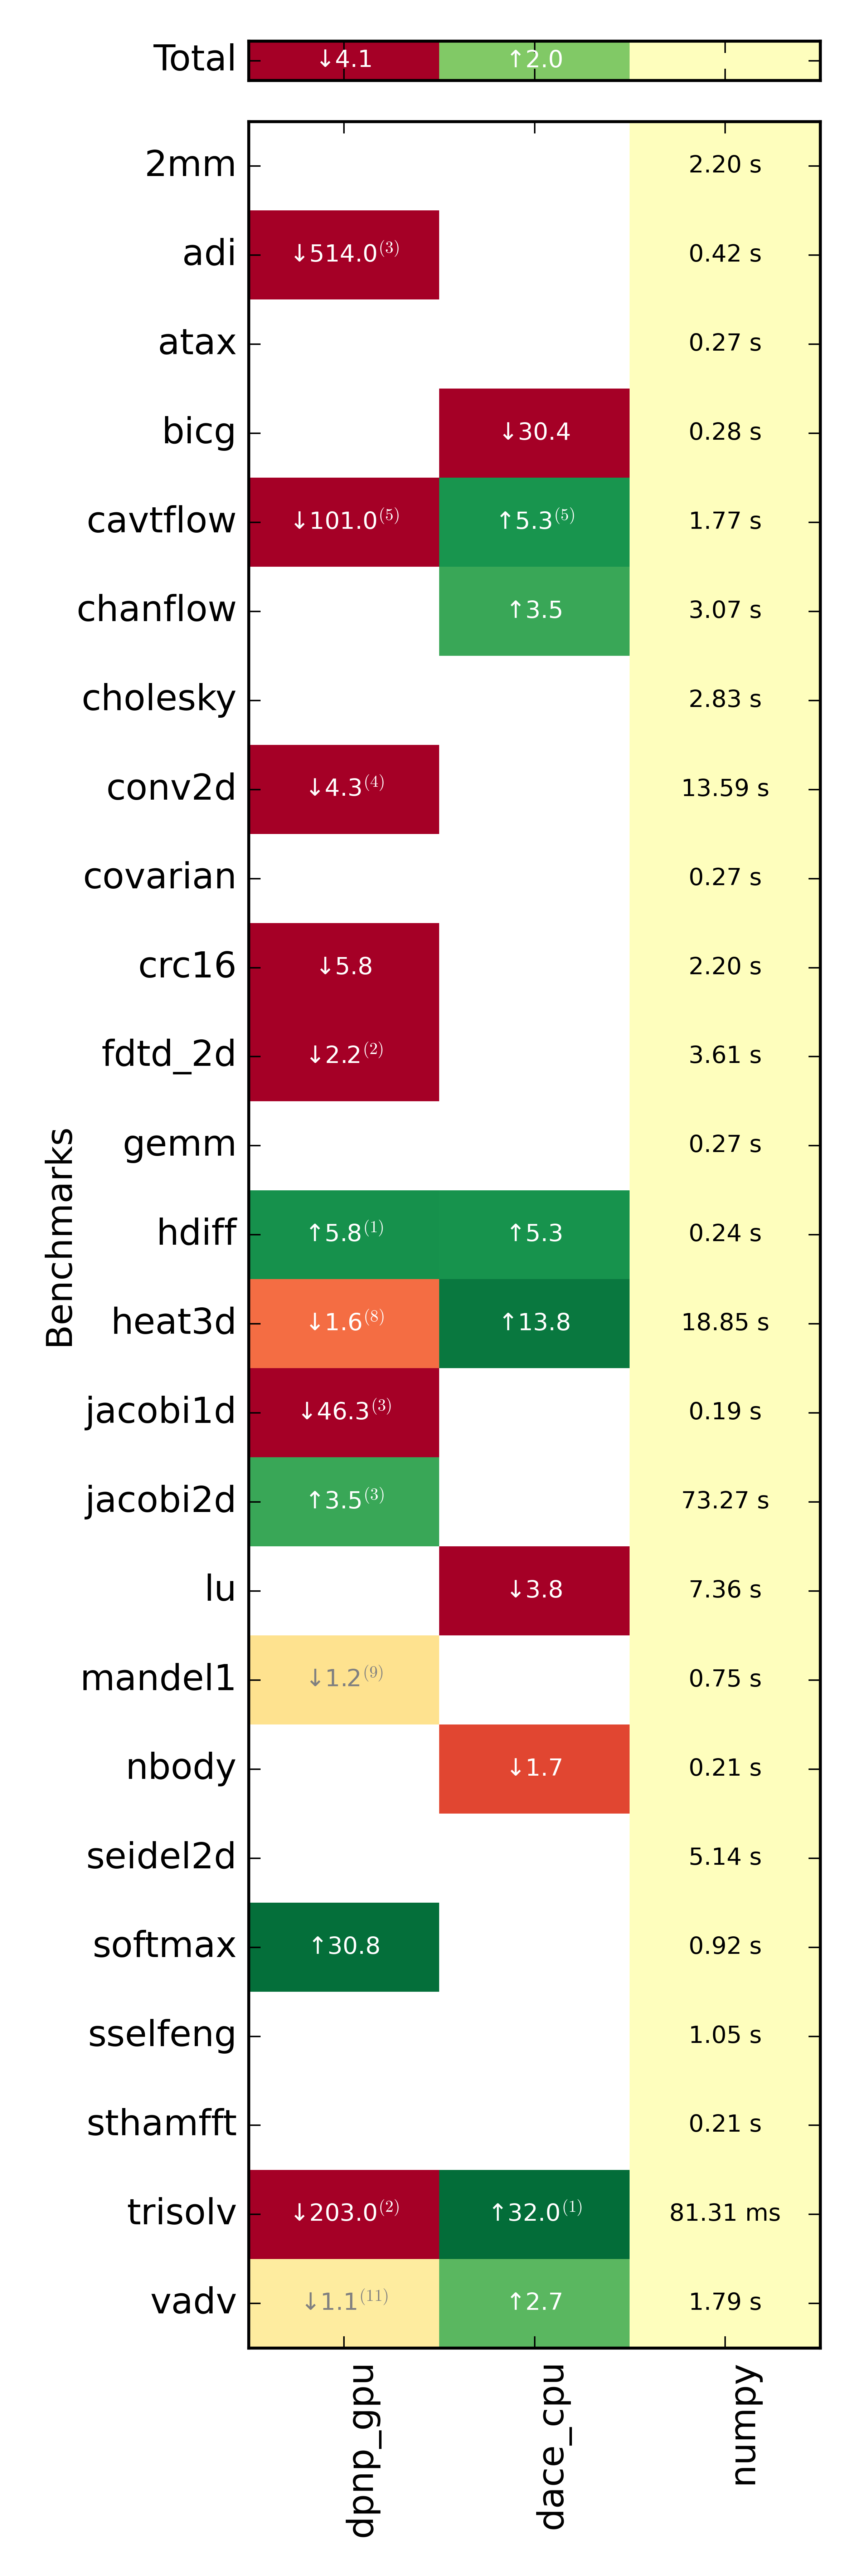 Total ↓4.1 ↑2.0
2mm 2.20 s
adi ↓514.0(3) 0.42 s
atax 0.27 s
bicg ↓30.4 0.28 s
cavtflow ↓101.0(5) ↑5.3(5) 1.77 s
chanflow ↑3.5 3.07 s
cholesky 2.83 s
conv2d ↓4.3(4) 13.59 s
covarian 0.27 s
crc16 ↓5.8 2.20 s
fdtd_2d ↓2.2(2) 3.61 s
gemm 0.27 s
hdiff ↑5.8(1) ↑5.3 0.24 s
heat3d ↓1.6(8) ↑13.8 18.85 s
jacobi1d ↓46.3(3) 0.19 s
jacobi2d ↑3.5(3) 73.27 s
lu ↓3.8 7.36 s
mandel1 ↓1.2(9) 0.75 s
nbody ↓1.7 0.21 s
seidel2d 5.14 s
softmax ↑30.8 0.92 s
sselfeng 1.05 s
sthamfft 0.21 s
trisolv ↓203.0(2) ↑32.0(1) 81.31 ms
vadv ↓1.1(11) ↑2.7 1.79 s
Benchmarks
dpnp_gpu
dace_cpu
numpy